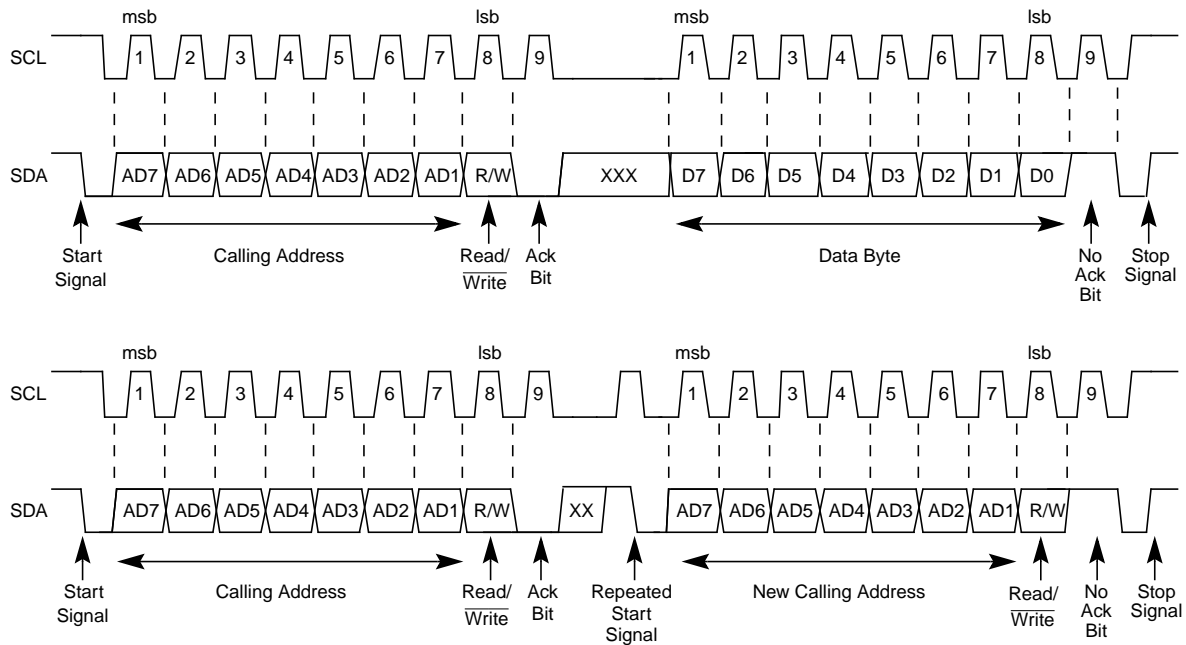 msb lsb msb lsb
SCL 1 2 3 4 5 6 7 8 9 1 2 3 4 5 6 7 8 9
SDA AD7 AD6 AD5 AD4 AD3 AD2 AD1 R/W XXX D7 D6 D5 D4 D3 D2 D1 D0
Start Signal
Calling Address
Read/ Write
Ack Bit
Data Byte
No Ack Bit
Stop Signal
msb lsb msb lsb
SCL 1 2 3 4 5 6 7 8 9 1 2 3 4 5 6 7 8 9
SDA AD7 AD6 AD5 AD4 AD3 AD2 AD1 R/W XX AD7 AD6 AD5 AD4 AD3 AD2 AD1 R/W
Start Signal
Calling Address
Read/ Write
Ack Bit
Repeated Start Signal
New Calling Address
Read/ Write
No Ack Bit
Stop Signal